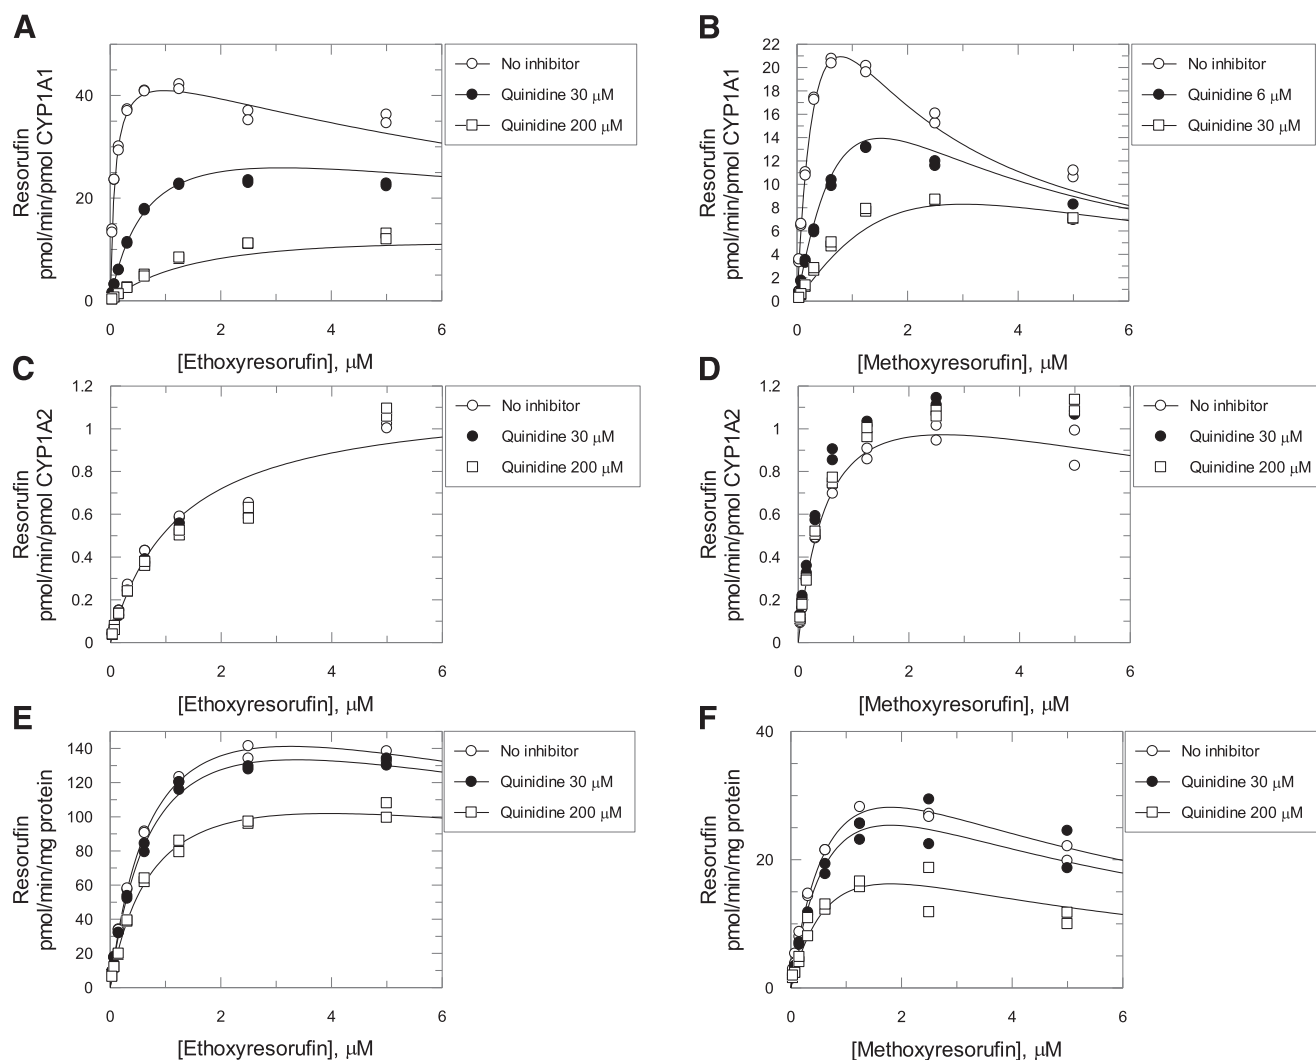 A
Resorufin
pmol/min/pmol CYP1A1
40
20
0
0 2 4 6
[Ethoxyresorufin], μM
No inhibitor
Quinidine 30 μM
Quinidine 200 μM
B
Resorufin
pmol/min/pmol CYP1A1
22
20
18
16
14
12
10
8
6
4
2
0
0 2 4 6
[Methoxyresorufin], μM
No inhibitor
Quinidine 6 μM
Quinidine 30 μM
C
Resorufin
pmol/min/pmol CYP1A2
1.2
1
0.8
0.6
0.4
0.2
0
0 2 4 6
[Ethoxyresorufin], μM
No inhibitor
Quinidine 30 μM
Quinidine 200 μM
D
Resorufin
pmol/min/pmol CYP1A2
1.2
1
0.8
0.6
0.4
0.2
0
0 2 4 6
[Methoxyresorufin], μM
No inhibitor
Quinidine 30 μM
Quinidine 200 μM
E
Resorufin
pmol/min/mg protein
140
120
100
80
60
40
20
0
0 2 4 6
[Ethoxyresorufin], μM
No inhibitor
Quinidine 30 μM
Quinidine 200 μM
F
Resorufin
pmol/min/mg protein
40
20
0
0 2 4 6
[Methoxyresorufin], μM
No inhibitor
Quinidine 30 μM
Quinidine 200 μM